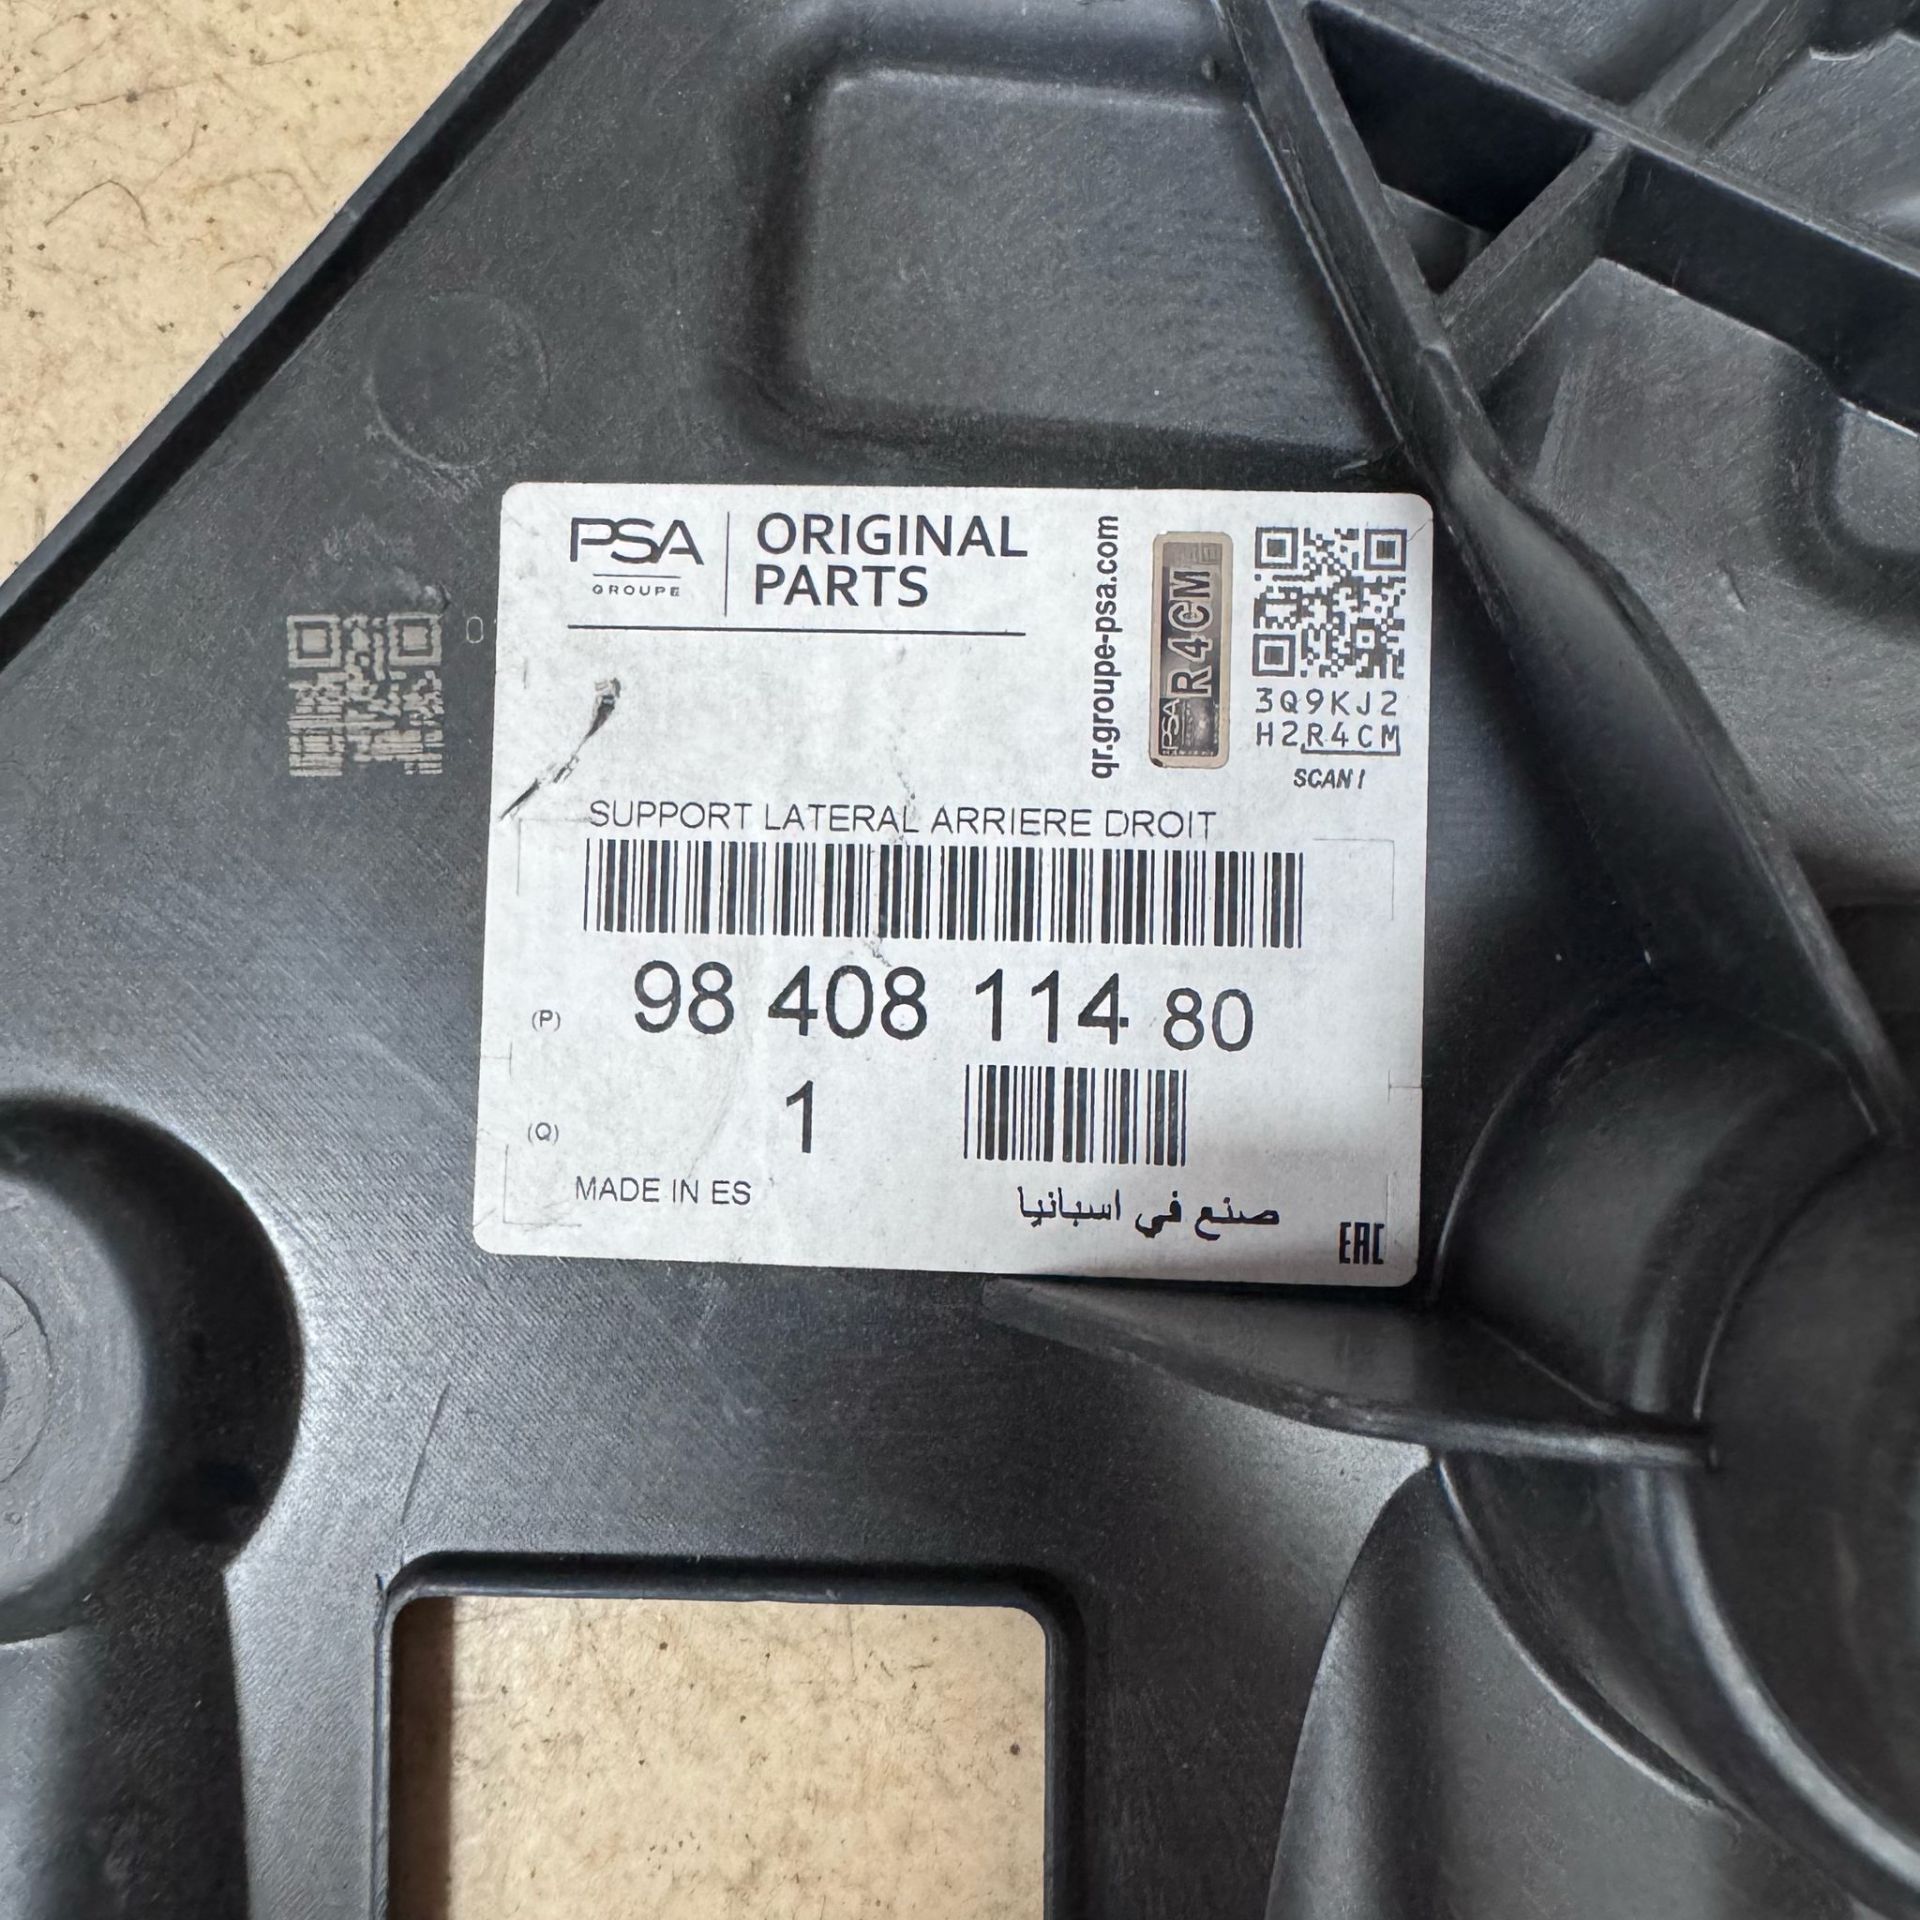 PSA
GROUPE
ORIGINAL
PARTS
qr.groupe-psa.com
PSA
R4CM
3Q9KJ2
H2R4CM
SCAN!
SUPPORT LATERAL ARRIERE DROIT
(P) 98 408 114 80
(Q) 1
MADE IN ES
صنع في اسبانيا
EAC